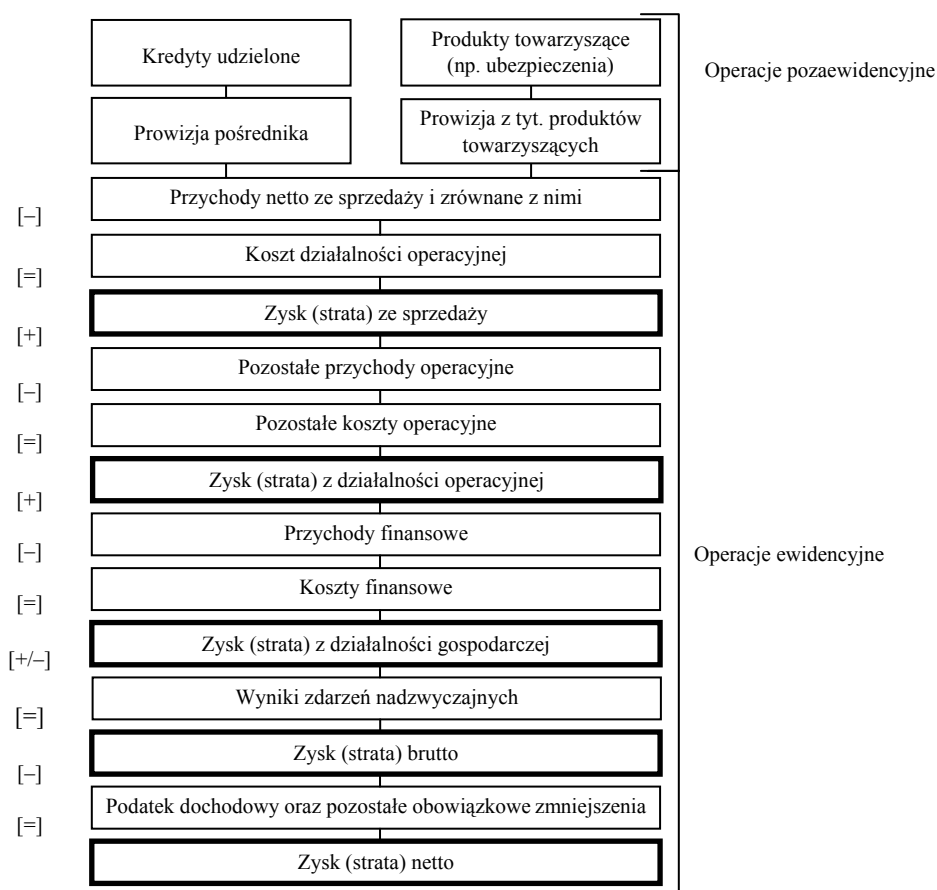 Kredyty udzielone
Produkty towarzyszące
(np. ubezpieczenia)
Operacje pozaewidencyjne
Prowizja pośrednika
Prowizja z tyt. produktów
towarzyszących
Przychody netto ze sprzedaży i zrównane z nimi
[–]
Koszt działalności operacyjnej
[=]
Zysk (strata) ze sprzedaży
[+]
Pozostałe przychody operacyjne
[–]
Pozostałe koszty operacyjne
[=]
Zysk (strata) z działalności operacyjnej
[+]
Przychody finansowe
[–]
Operacje ewidencyjne
Koszty finansowe
[=]
Zysk (strata) z działalności gospodarczej
[+/–]
Wyniki zdarzeń nadzwyczajnych
[=]
Zysk (strata) brutto
[–]
Podatek dochodowy oraz pozostałe obowiązkowe zmniejszenia
[=]
Zysk (strata) netto